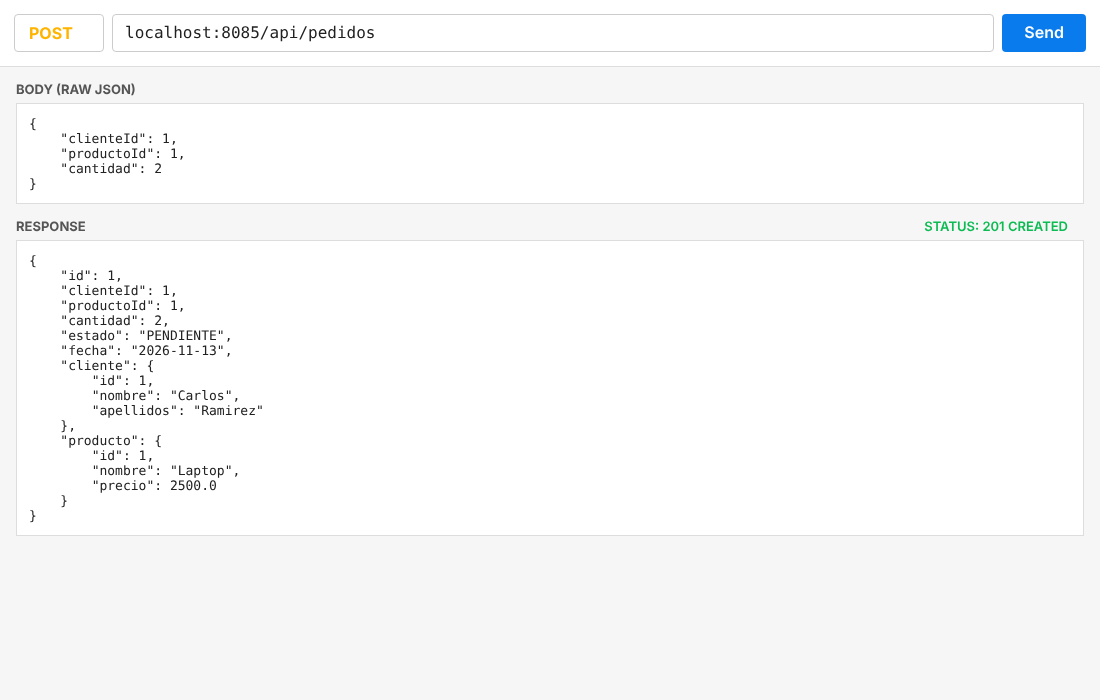 POST localhost:8085/api/pedidos Send
BODY (RAW JSON)
{
    "clienteId": 1,
    "productoId": 1,
    "cantidad": 2
}
RESPONSE STATUS: 201 CREATED
{
    "id": 1,
    "clienteId": 1,
    "productoId": 1,
    "cantidad": 2,
    "estado": "PENDIENTE",
    "fecha": "2026-11-13",
    "cliente": {
        "id": 1,
        "nombre": "Carlos",
        "apellidos": "Ramirez"
    },
    "producto": {
        "id": 1,
        "nombre": "Laptop",
        "precio": 2500.0
    }
}